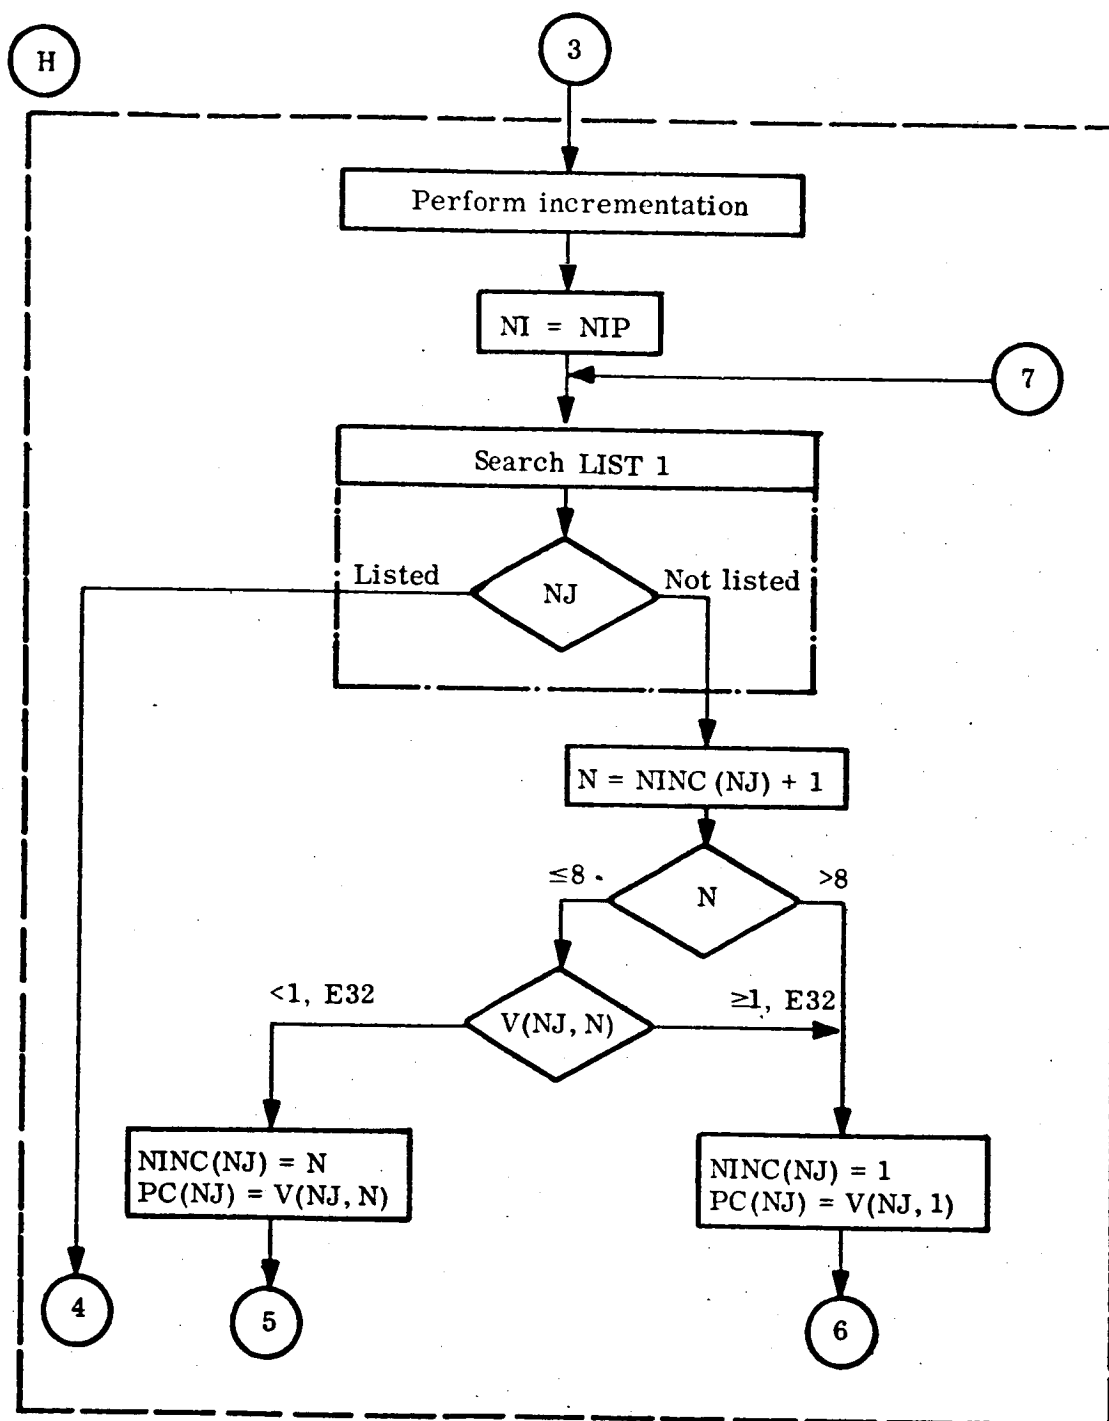 H
3
Perform incrementation
NI = NIP
7
Search LIST 1
Listed
NJ
Not listed
N = NINC (NJ) + 1
≤8
N
>8
<1, E32
V(NJ, N)
≥1, E32
NINC(NJ) = N
PC(NJ) = V(NJ, N)
NINC(NJ) = 1
PC(NJ) = V(NJ, 1)
4
5
6